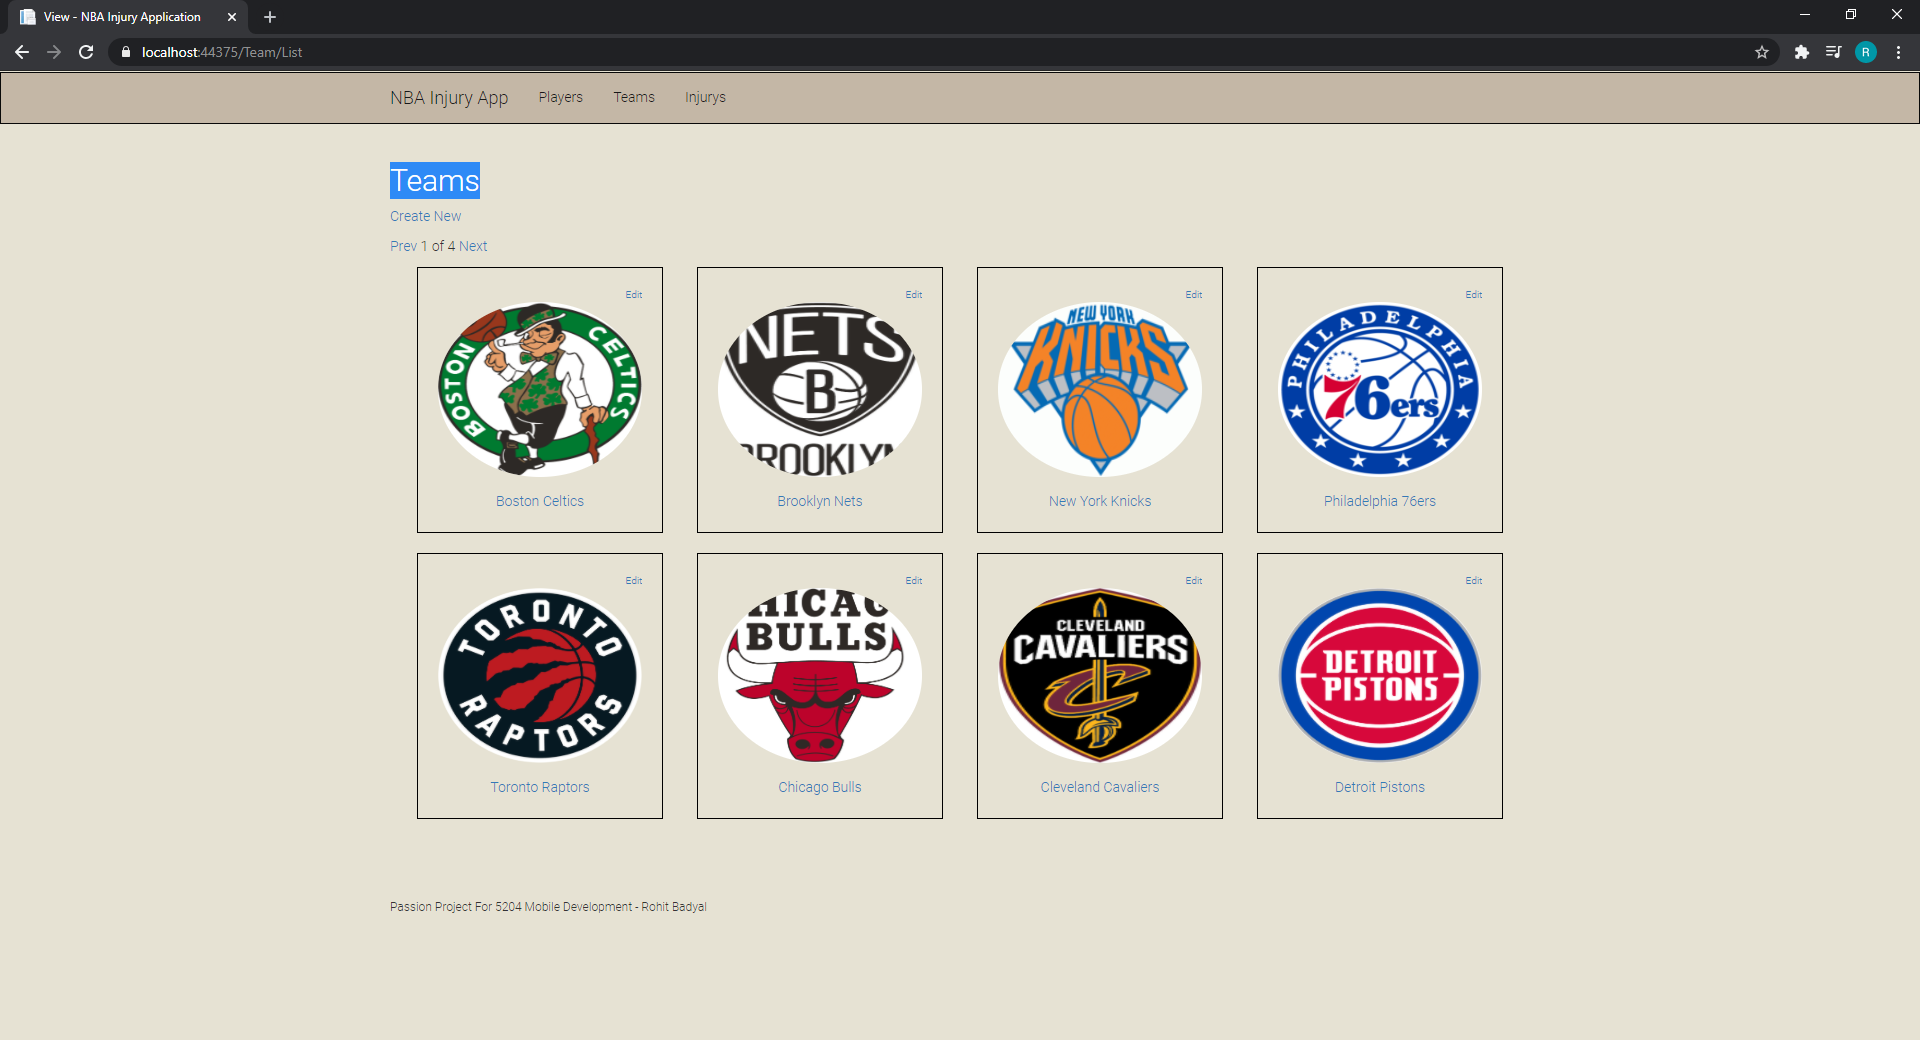 View - NBA Injury Application
localhost:44375/Team/List
R
NBA Injury App Players Teams Injurys
Teams
Create New
Prev 1 of 4 Next
Edit Edit Edit Edit
BOSTON CELTICS
NETS
B
BROOKLYN
NEW YORK
KNICKS
PHILADELPHIA
76ers
Boston Celtics Brooklyn Nets New York Knicks Philadelphia 76ers
Edit Edit Edit Edit
TORONTO
RAPTORS
HICAG
BULLS
CLEVELAND
CAVALIERS
C
DETROIT
PISTONS
Toronto Raptors Chicago Bulls Cleveland Cavaliers Detroit Pistons
Passion Project For 5204 Mobile Development - Rohit Badyal